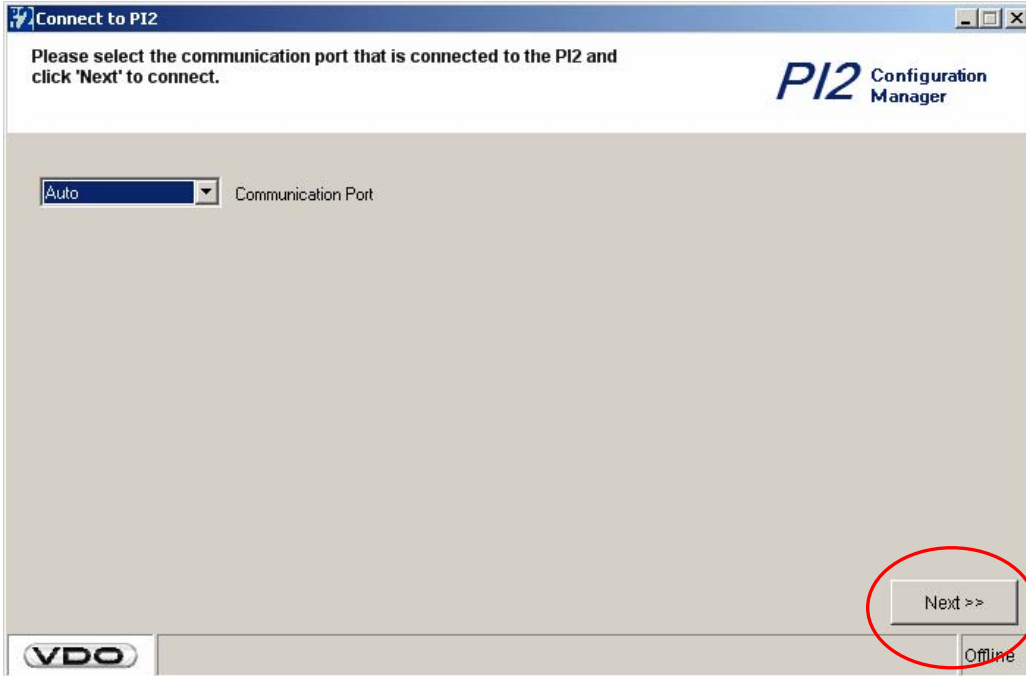 Connect to PI2
Please select the communication port that is connected to the PI2 and
click 'Next' to connect.
PI2 Configuration
Manager
Auto
Communication Port
Next >>
VDO
Offline